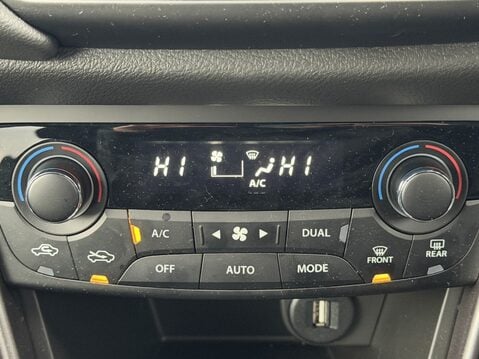 HI HI
A/C
A/C DUAL
OFF AUTO MODE FRONT REAR